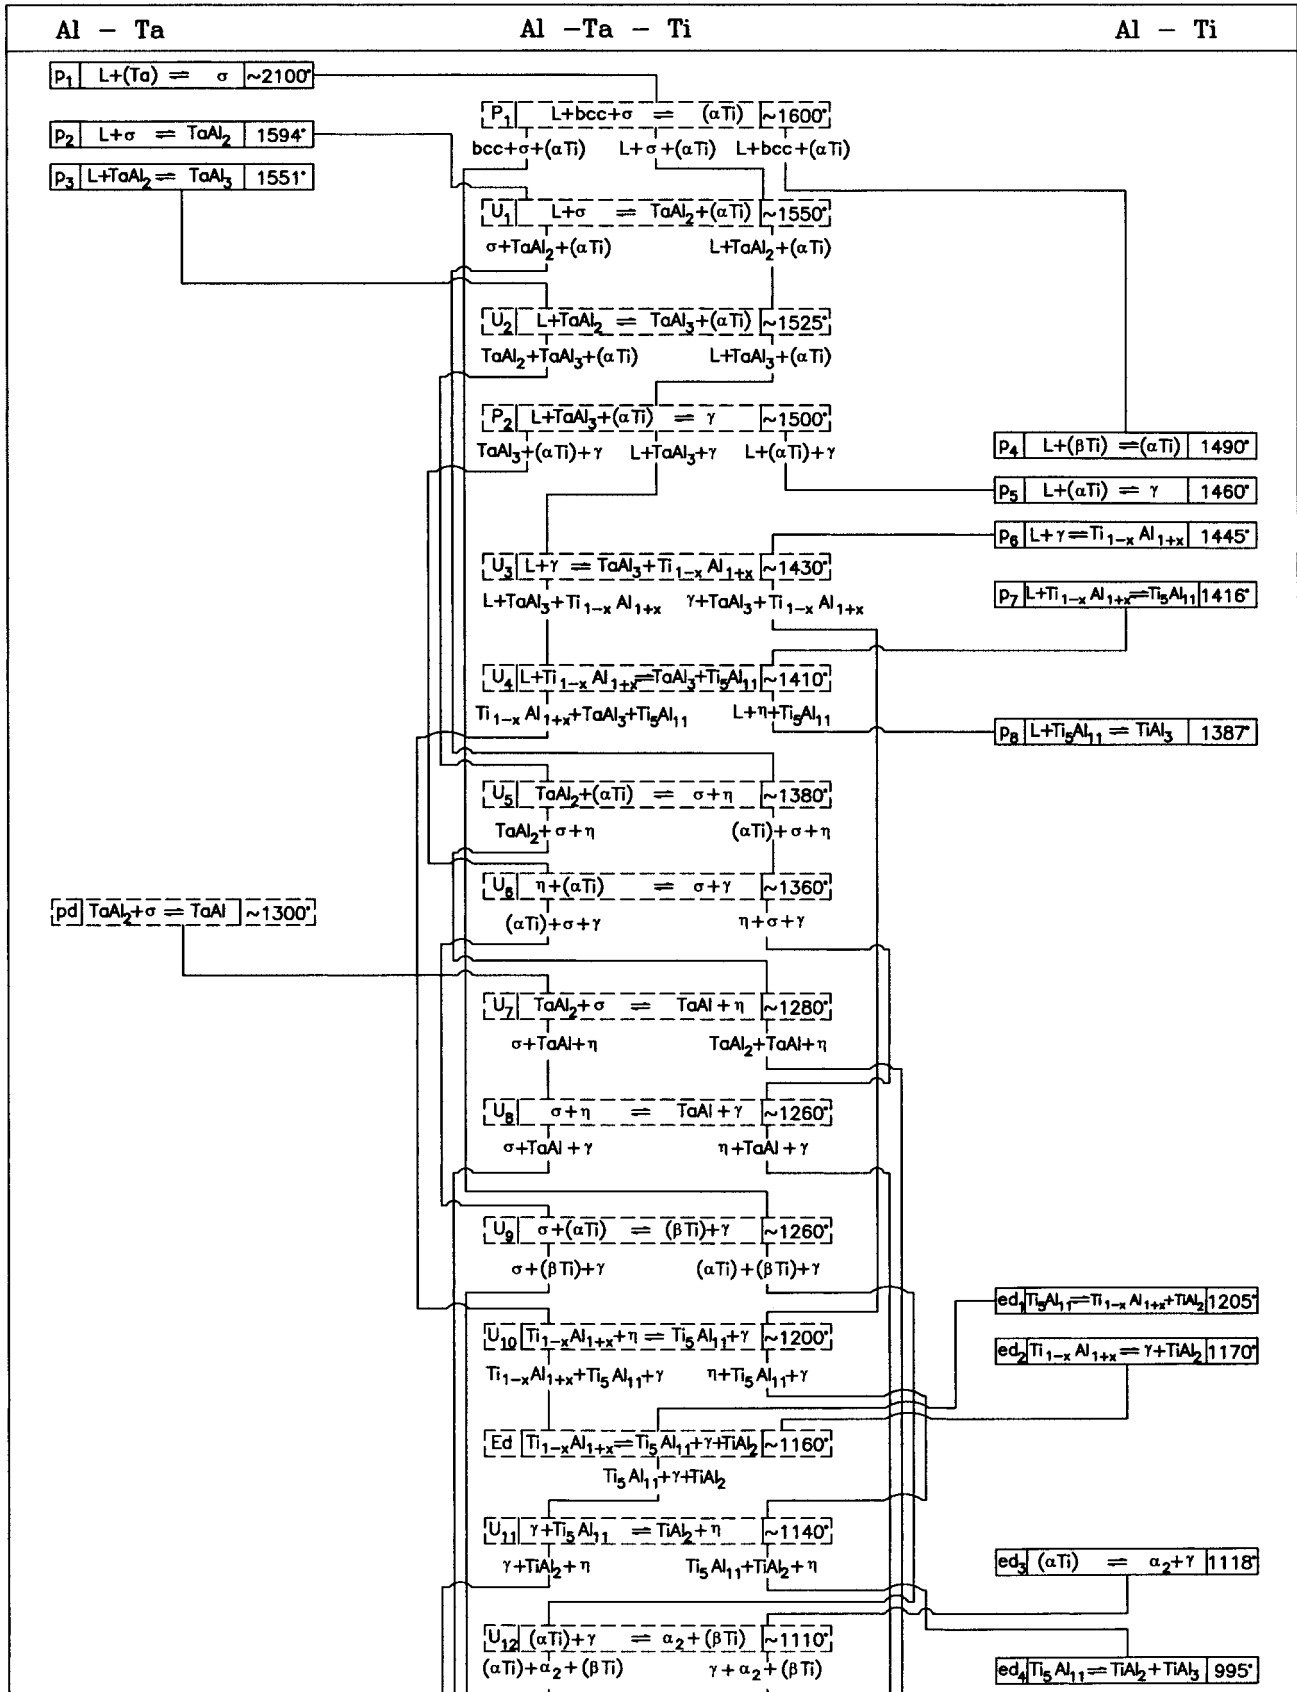 Al – Ta
Al –Ta – Ti
Al – Ti
p₁ L+(Ta) ⇌ σ ~2100°
P₁ L+bcc+σ ⇌ (αTi) ~1600°
p₂ L+σ ⇌ TaAl₂ 1594°
bcc+σ+(αTi) L+σ+(αTi) L+bcc+(αTi)
p₃ L+TaAl₂ ⇌ TaAl₃ 1551°
U₁ L+σ ⇌ TaAl₂+(αTi) ~1550°
σ+TaAl₂+(αTi) L+TaAl₂+(αTi)
U₂ L+TaAl₂ ⇌ TaAl₃+(αTi) ~1525°
TaAl₂+TaAl₃+(αTi) L+TaAl₃+(αTi)
P₂ L+TaAl₃+(αTi) ⇌ γ ~1500°
TaAl₃+(αTi)+γ L+TaAl₃+γ L+(αTi)+γ
p₄ L+(βTi) ⇌(αTi) 1490°
p₅ L+(αTi) ⇌ γ 1460°
p₆ L+γ⇌Ti₁₋ₓ Al₁₊ₓ 1445°
U₃ L+γ ⇌ TaAl₃+Ti₁₋ₓ Al₁₊ₓ ~1430°
L+TaAl₃+Ti₁₋ₓ Al₁₊ₓ γ+TaAl₃+Ti₁₋ₓ Al₁₊ₓ
p₇ L+Ti₁₋ₓ Al₁₊ₓ⇌Ti₅Al₁₁ 1416°
U₄ L+Ti₁₋ₓ Al₁₊ₓ⇌TaAl₃+Ti₅Al₁₁ ~1410°
Ti₁₋ₓ Al₁₊ₓ+TaAl₃+Ti₅Al₁₁ L+η+Ti₅Al₁₁
p₈ L+Ti₅Al₁₁ ⇌ TiAl₃ 1387°
U₅ TaAl₂+(αTi) ⇌ σ+η ~1380°
TaAl₂+σ+η (αTi)+σ+η
U₆ η+(αTi) ⇌ σ+γ ~1360°
(αTi)+σ+γ η+σ+γ
pd TaAl₂+σ ⇌ TaAl ~1300°
U₇ TaAl₂+σ ⇌ TaAl+η ~1280°
σ+TaAl+η TaAl₂+TaAl+η
U₈ σ+η ⇌ TaAl+γ ~1260°
σ+TaAl+γ η+TaAl+γ
U₉ σ+(αTi) ⇌ (βTi)+γ ~1260°
σ+(βTi)+γ (αTi)+(βTi)+γ
ed₁ Ti₅Al₁₁⇌Ti₁₋ₓ Al₁₊ₓ+TiAl₂ 1205°
U₁₀ Ti₁₋ₓAl₁₊ₓ+η ⇌ Ti₅Al₁₁+γ ~1200°
Ti₁₋ₓAl₁₊ₓ+Ti₅Al₁₁+γ η+Ti₅Al₁₁+γ
ed₂ Ti₁₋ₓAl₁₊ₓ⇌ γ+TiAl₂ 1170°
Ed Ti₁₋ₓAl₁₊ₓ⇌Ti₅Al₁₁+γ+TiAl₂ ~1160°
Ti₅Al₁₁+γ+TiAl₂
U₁₁ γ+Ti₅Al₁₁ ⇌ TiAl₂+η ~1140°
γ+TiAl₂+η Ti₅Al₁₁+TiAl₂+η
ed₃ (αTi) ⇌ α₂+γ 1118°
U₁₂ (αTi)+γ ⇌ α₂+(βTi) ~1110°
(αTi)+α₂+(βTi) γ+α₂+(βTi)
ed₄ Ti₅Al₁₁⇌TiAl₂+TiAl₃ 995°